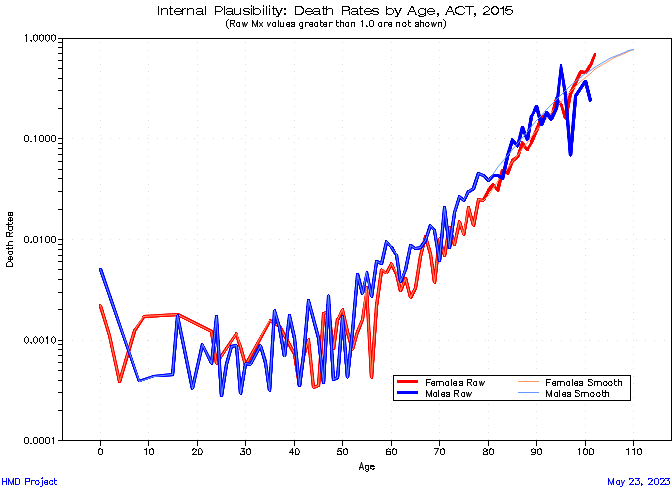 Internal Plausibility: Death Rates by Age, ACT, 2015
(Raw Mx values greater than 1.0 are not shown)
1.0000
0.1000
0.0100
0.0010
0.0001
Death Rates
Females Raw Females Smooth
Males Raw Males Smooth
0 10 20 30 40 50 60 70 80 90 100 110
Age
HMD Project May 23, 2023